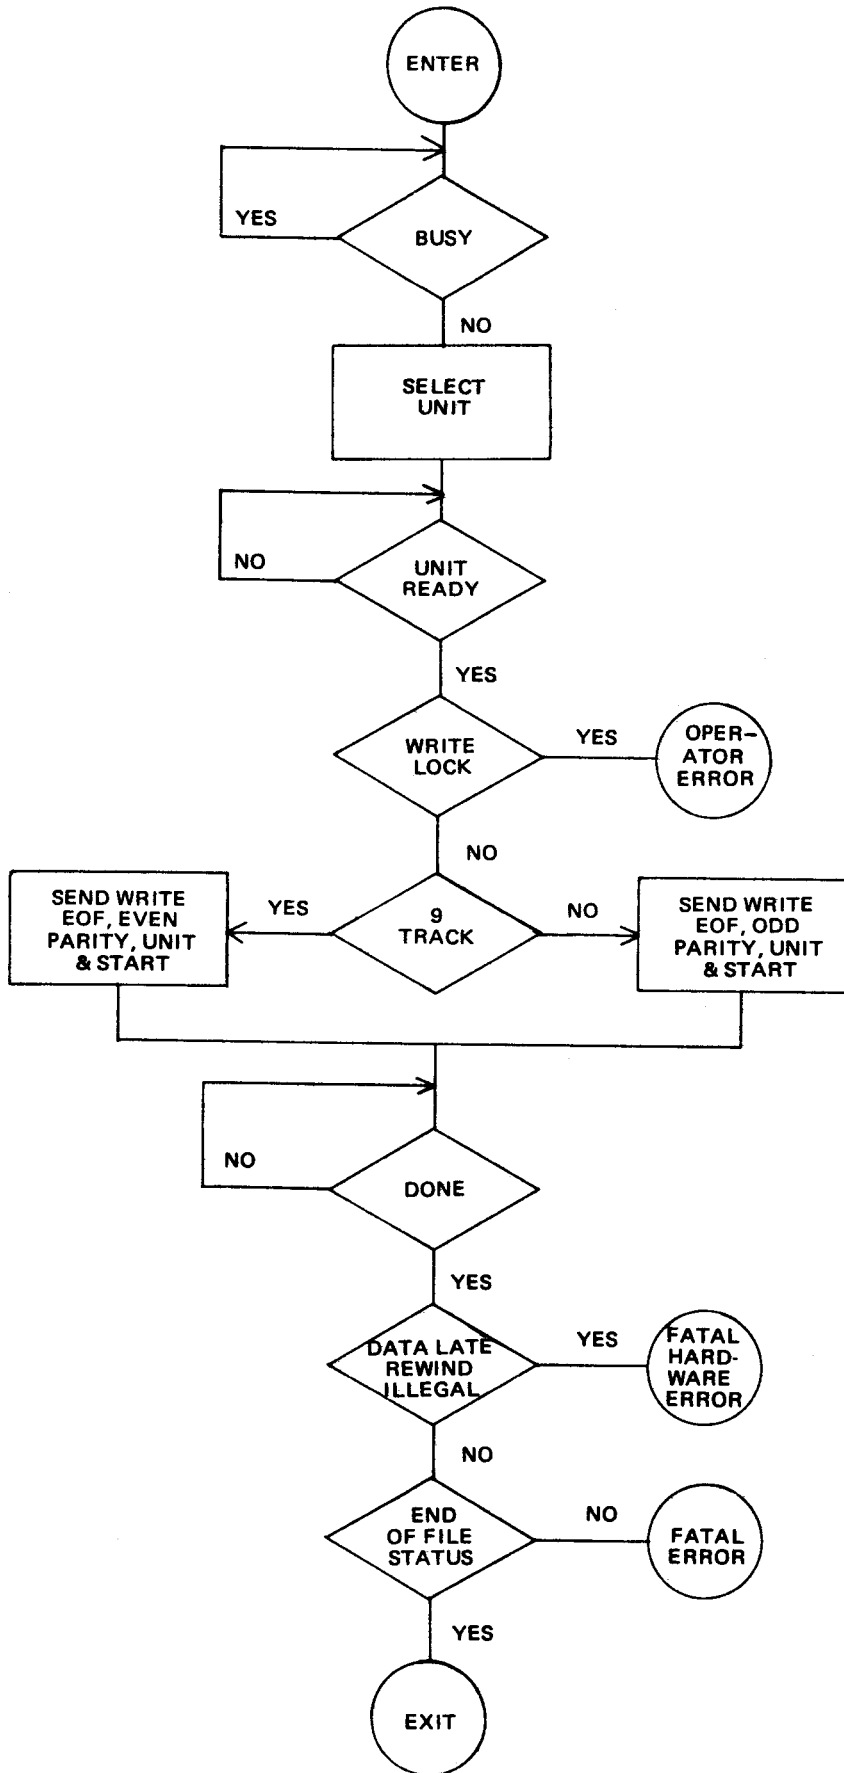 ENTER
YES
BUSY
NO
SELECT
UNIT
NO
UNIT
READY
YES
WRITE
LOCK
YES
OPER-
ATOR
ERROR
NO
SEND WRITE
EOF, EVEN
PARITY, UNIT
& START
YES
9
TRACK
NO
SEND WRITE
EOF, ODD
PARITY, UNIT
& START
NO
DONE
YES
DATA LATE
REWIND
ILLEGAL
YES
FATAL
HARD-
WARE
ERROR
NO
END
OF FILE
STATUS
NO
FATAL
ERROR
YES
EXIT